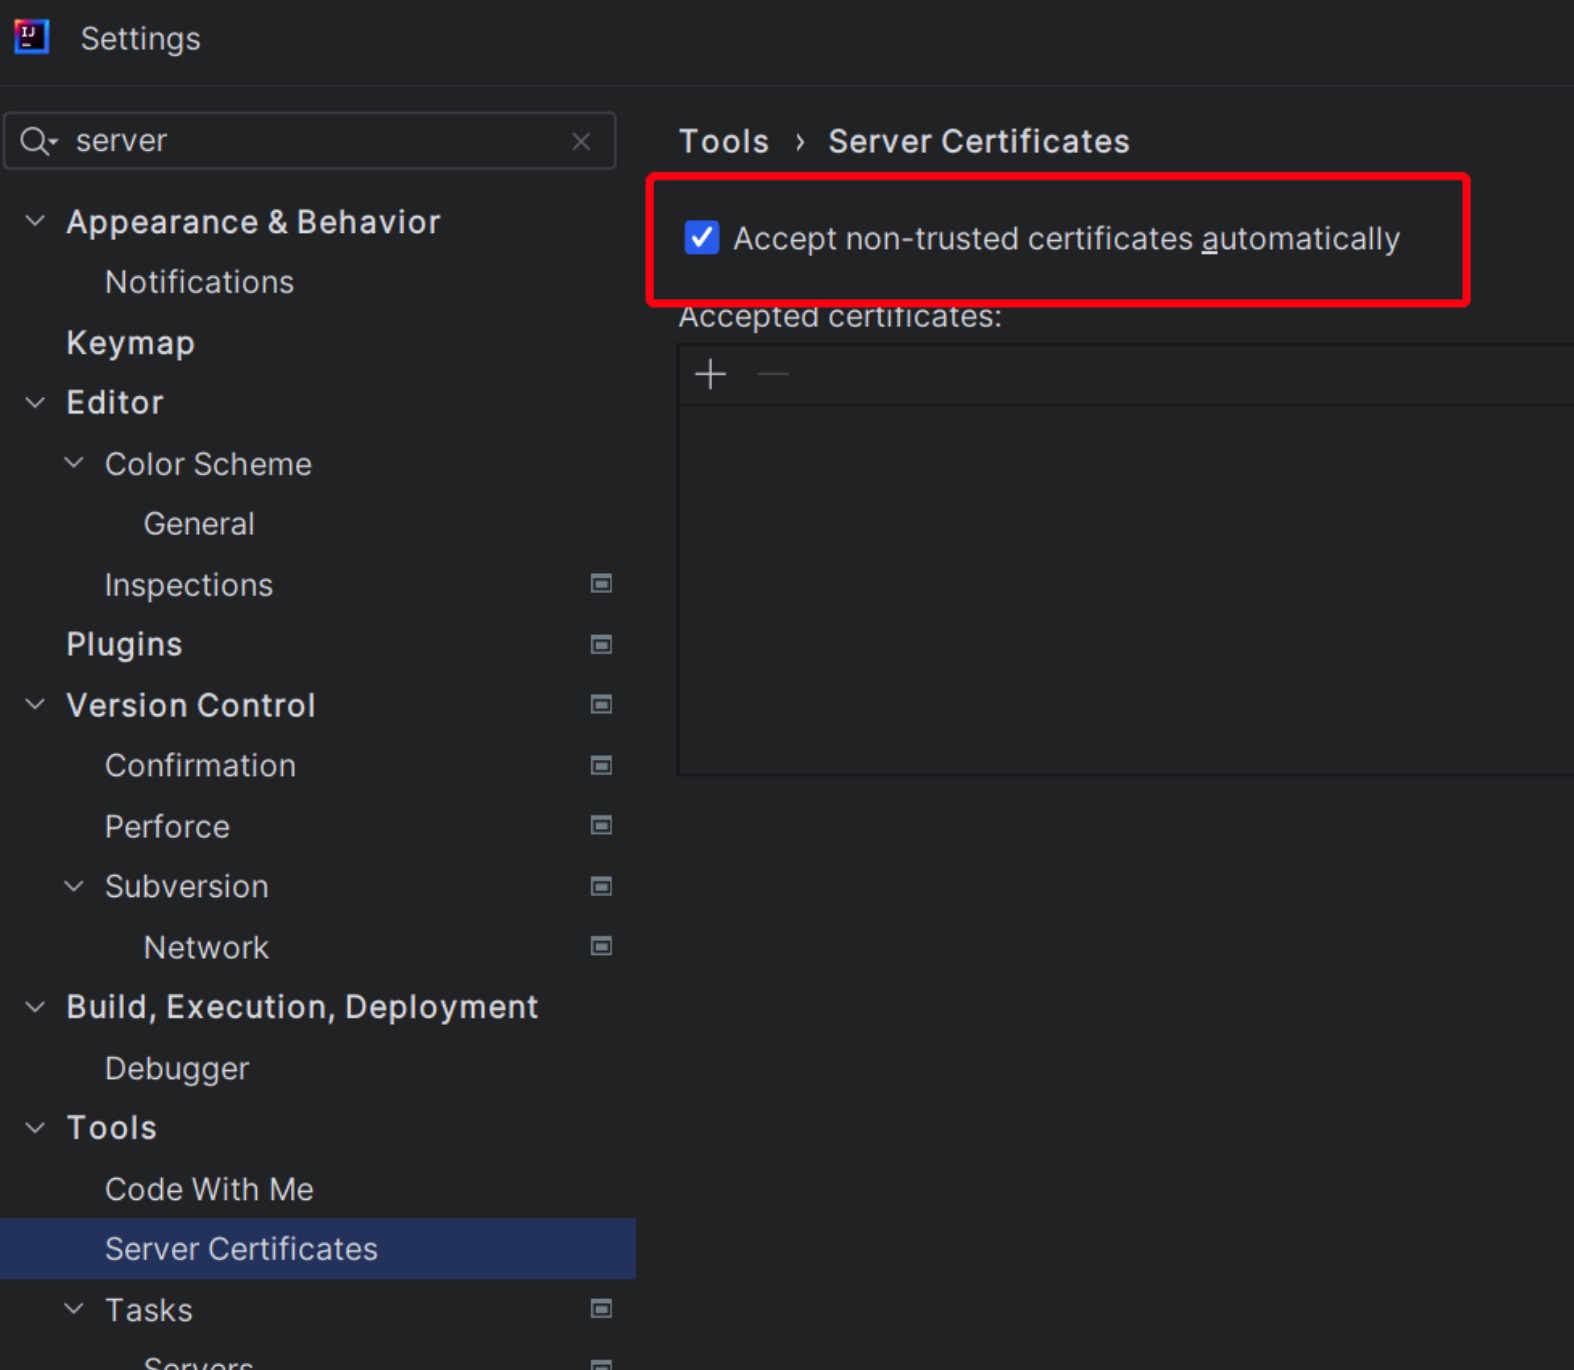 IJ
Settings
server
Appearance & Behavior
Notifications
Keymap
Editor
Color Scheme
General
Inspections
Plugins
Version Control
Confirmation
Perforce
Subversion
Network
Build, Execution, Deployment
Debugger
Tools
Code With Me
Server Certificates
Tasks
Servers
Tools › Server Certificates
Accept non-trusted certificates automatically
Accepted certificates: